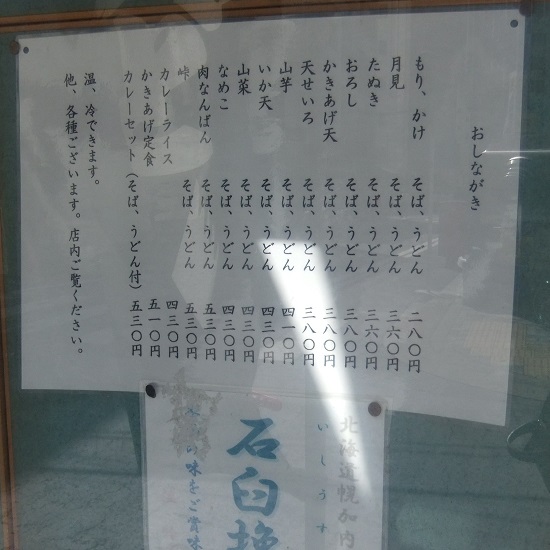 おしながき
もり、かけ そば、うどん 二八〇円
月見 そば、うどん 三六〇円
たぬき そば、うどん 三六〇円
おろし そば、うどん 三八〇円
かきあげ天 そば、うどん 三八〇円
天せいろ そば、うどん 三八〇円
山芋 そば、うどん 四一〇円
いか天 そば、うどん 四三〇円
山菜 そば、うどん 四三〇円
なめこ そば、うどん 四三〇円
肉なんばん そば、うどん 五三〇円
峠 そば、うどん 五三〇円
カレーライス 四三〇円
かきあげ定食 五一〇円
カレーセット(そば、うどん付) 五三〇円
温、冷できます。
他、各種ございます。店内ご覧ください。
北海道幌加内
いしうす
石臼挽
の味をご賞味